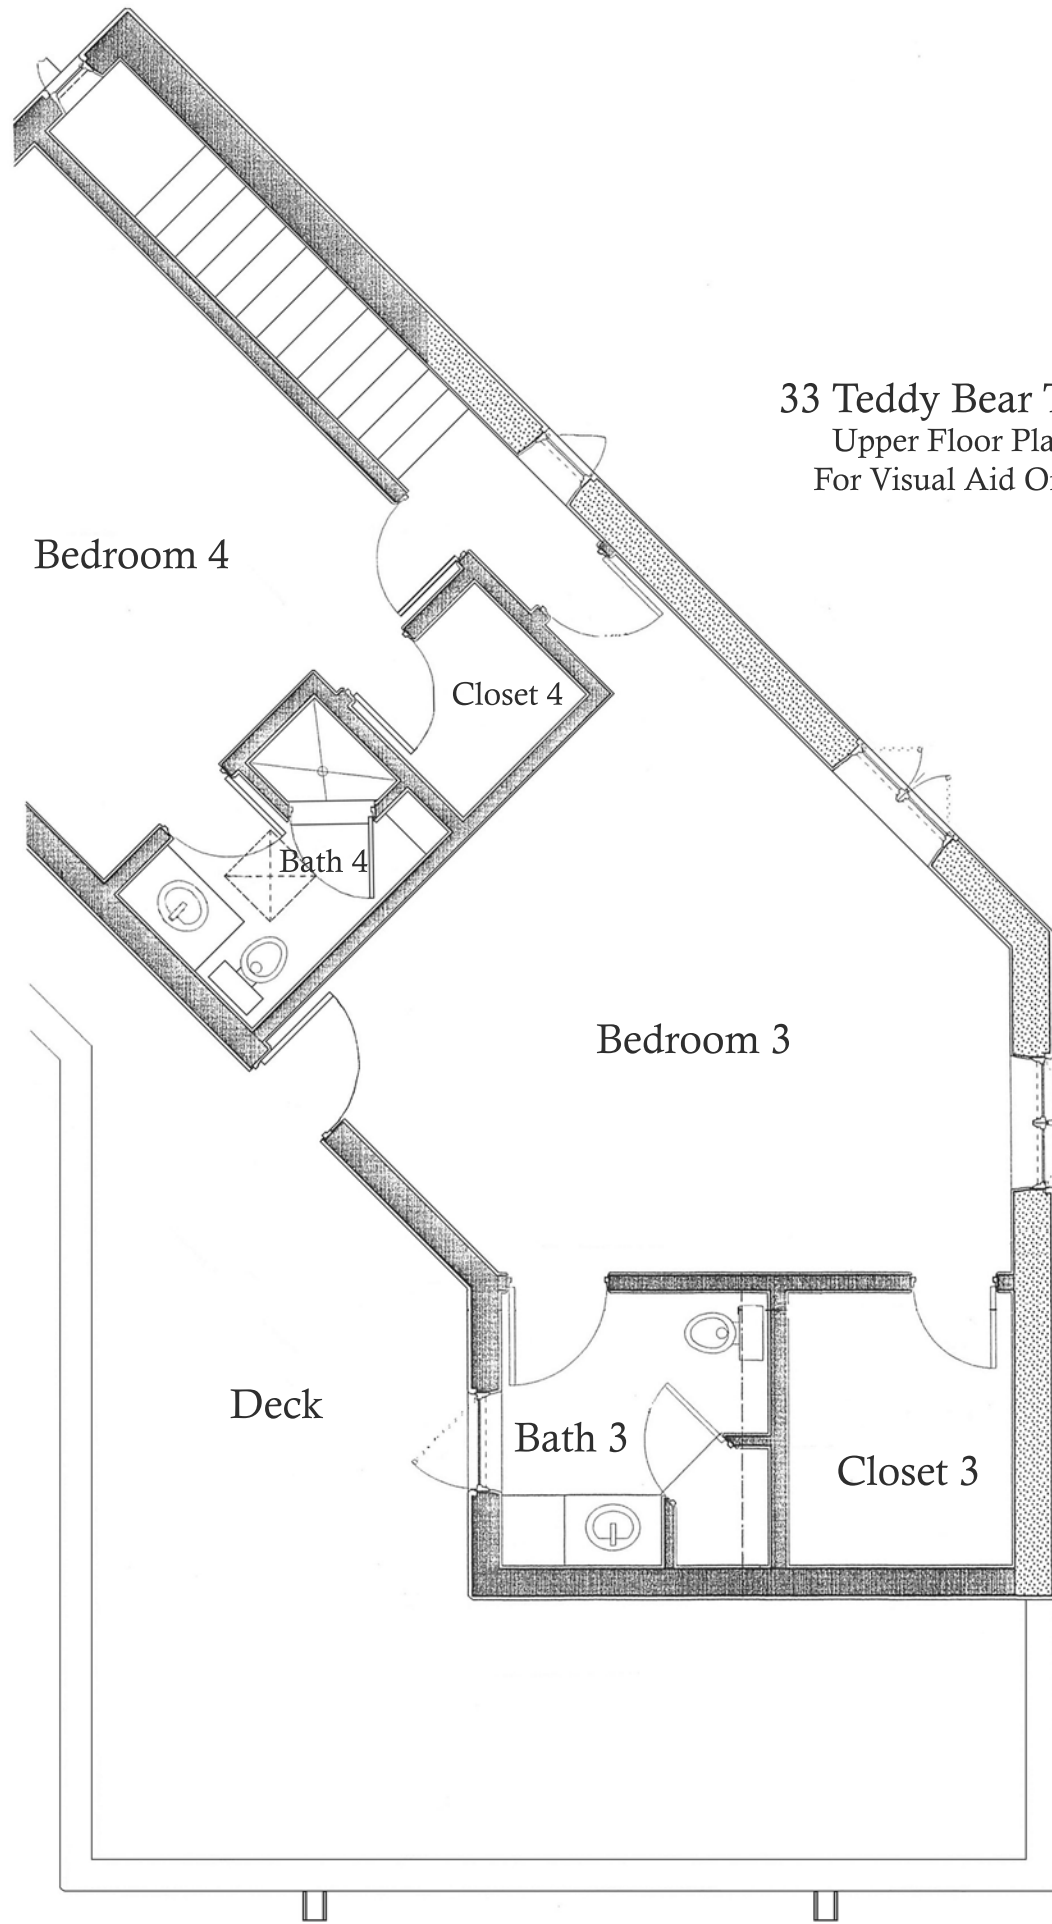 33 Teddy Bear
Upper Floor
For Visual Aid
Bedroom 4
Closet 4
Bath 4
Bedroom 3
Deck
Bath 3
Closet 3